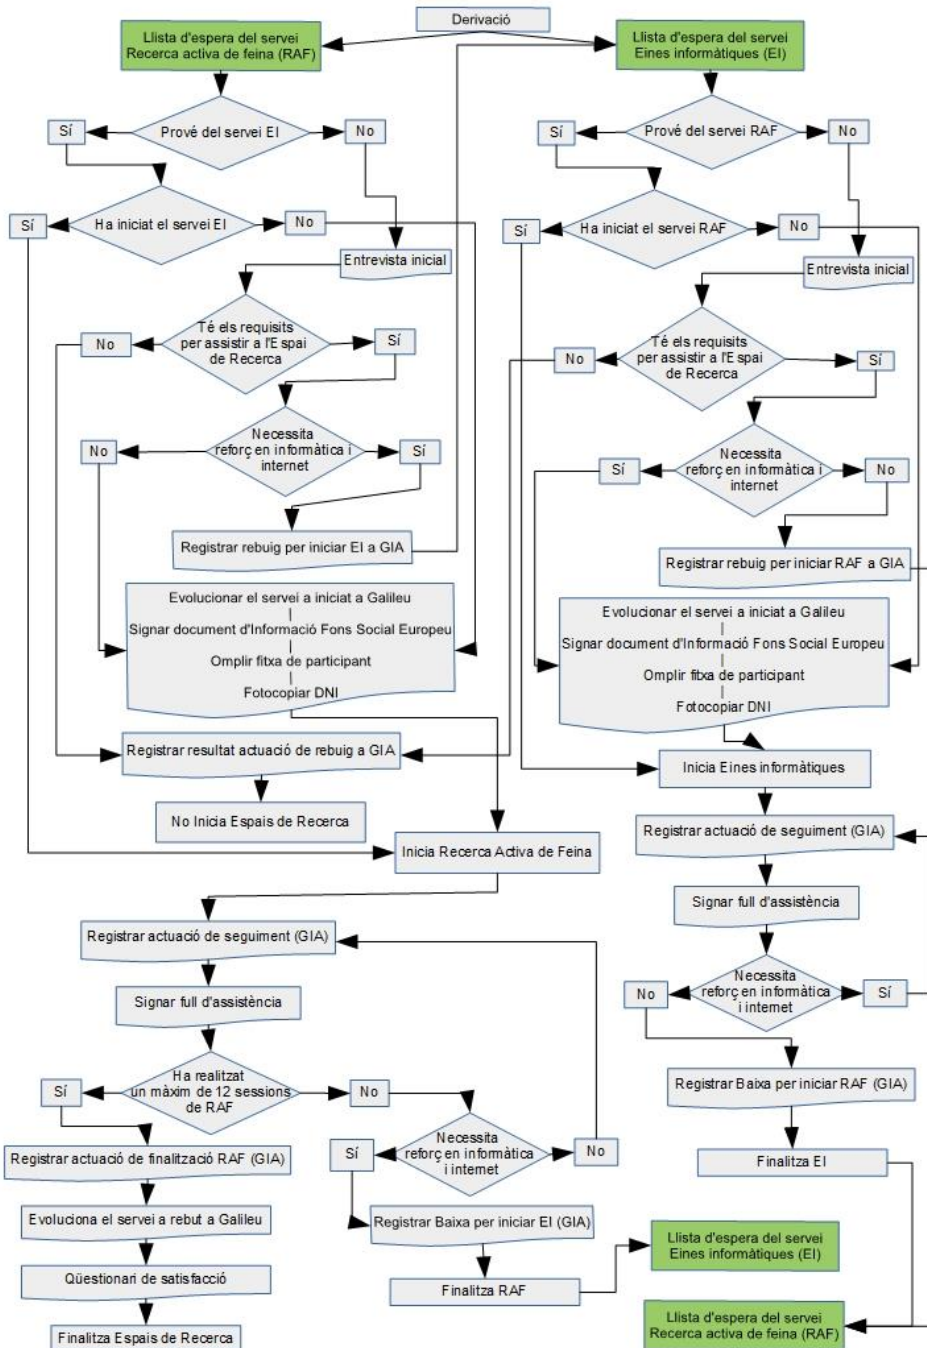 Derivació
Llista d'espera del servei
Recerca activa de feina (RAF)
Llista d'espera del servei
Eines informàtiques (EI)
Sí
Prové del servei EI
No
Sí
Prové del servei RAF
No
Sí
Ha iniciat el servei EI
No
Sí
Ha iniciat el servei RAF
No
Entrevista inicial
Entrevista inicial
No
Té els requisits
per assistir a l'Espai
de Recerca
Sí
No
Té els requisits
per assistir a l'Espai
de Recerca
Sí
No
Necessita
reforç en informàtica i
internet
Sí
Sí
Necessita
reforç en informàtica i
internet
No
Registrar rebuig per iniciar EI a GIA
Registrar rebuig per iniciar RAF a GIA
Evolucionar el servei a iniciat a Galileu
Signar document d'Informació Fons Social Europeu
Omplir fitxa de participant
Fotocopiar DNI
Evolucionar el servei a iniciat a Galileu
Signar document d'Informació Fons Social Europeu
Omplir fitxa de participant
Fotocopiar DNI
Registrar resultat actuació de rebuig a GIA
Inicia Eines informàtiques
No Inicia Espais de Recerca
Registrar actuació de seguiment (GIA)
Inicia Recerca Activa de Feina
Signar full d'assistència
Registrar actuació de seguiment (GIA)
No
Necessita
reforç en informàtica
i internet
Sí
Signar full d'assistència
Sí
Ha realitzat
un màxim de 12 sessions
de RAF
No
Registrar Baixa per iniciar RAF (GIA)
Sí
Necessita
reforç en informàtica
i internet
No
Registrar actuació de finalització RAF (GIA)
Finalitza EI
Evoluciona el servei a rebut a Galileu
Registrar Baixa per iniciar EI (GIA)
Llista d'espera del servei
Eines informàtiques (EI)
Qüestionari de satisfacció
Finalitza RAF
Finalitza Espais de Recerca
Llista d'espera del servei
Recerca activa de feina (RAF)